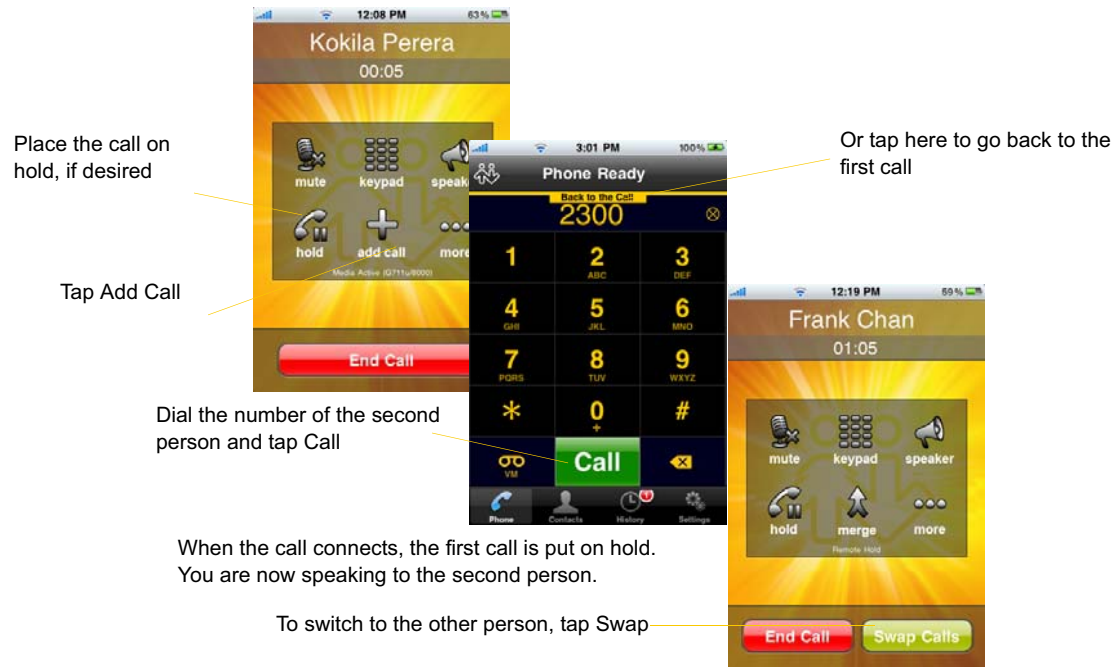 12:08 PM 63%
Kokila Perera
00:05
Place the call on
hold, if desired
mute keypad speak
hold add call more
Media Active (G711u/8000)
Tap Add Call
End Call
3:01 PM 100%
Phone Ready
Back to the Call
2300
Or tap here to go back to the
first call
1 2 3
ABC DEF
4 5 6
GHI JKL MNO
7 8 9
PQRS TUV WXYZ
* 0 #
+
Dial the number of the second
person and tap Call
VM Call
Phone Contacts History Settings
12:19 PM 59%
Frank Chan
01:05
mute keypad speaker
hold merge more
Remote Hold
When the call connects, the first call is put on hold.
You are now speaking to the second person.
To switch to the other person, tap Swap
End Call Swap Calls